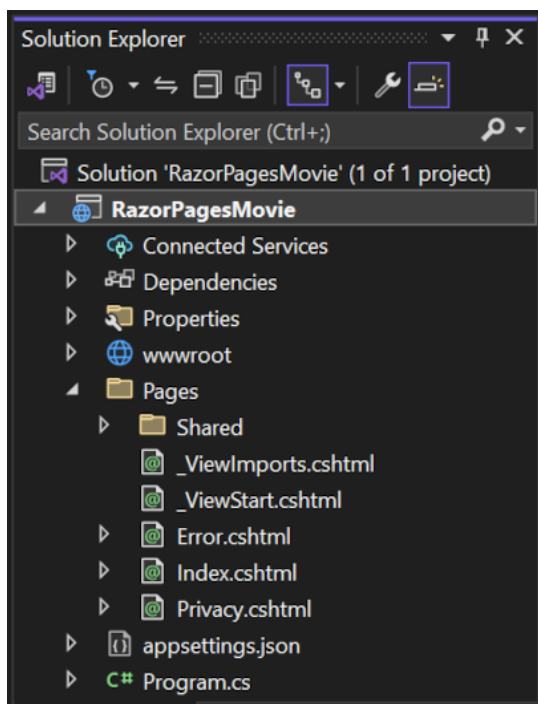 Solution Explorer
Search Solution Explorer (Ctrl+;)
Solution 'RazorPagesMovie' (1 of 1 project)
RazorPagesMovie
Connected Services
Dependencies
Properties
wwwroot
Pages
Shared
_ViewImports.cshtml
_ViewStart.cshtml
Error.cshtml
Index.cshtml
Privacy.cshtml
appsettings.json
C# Program.cs